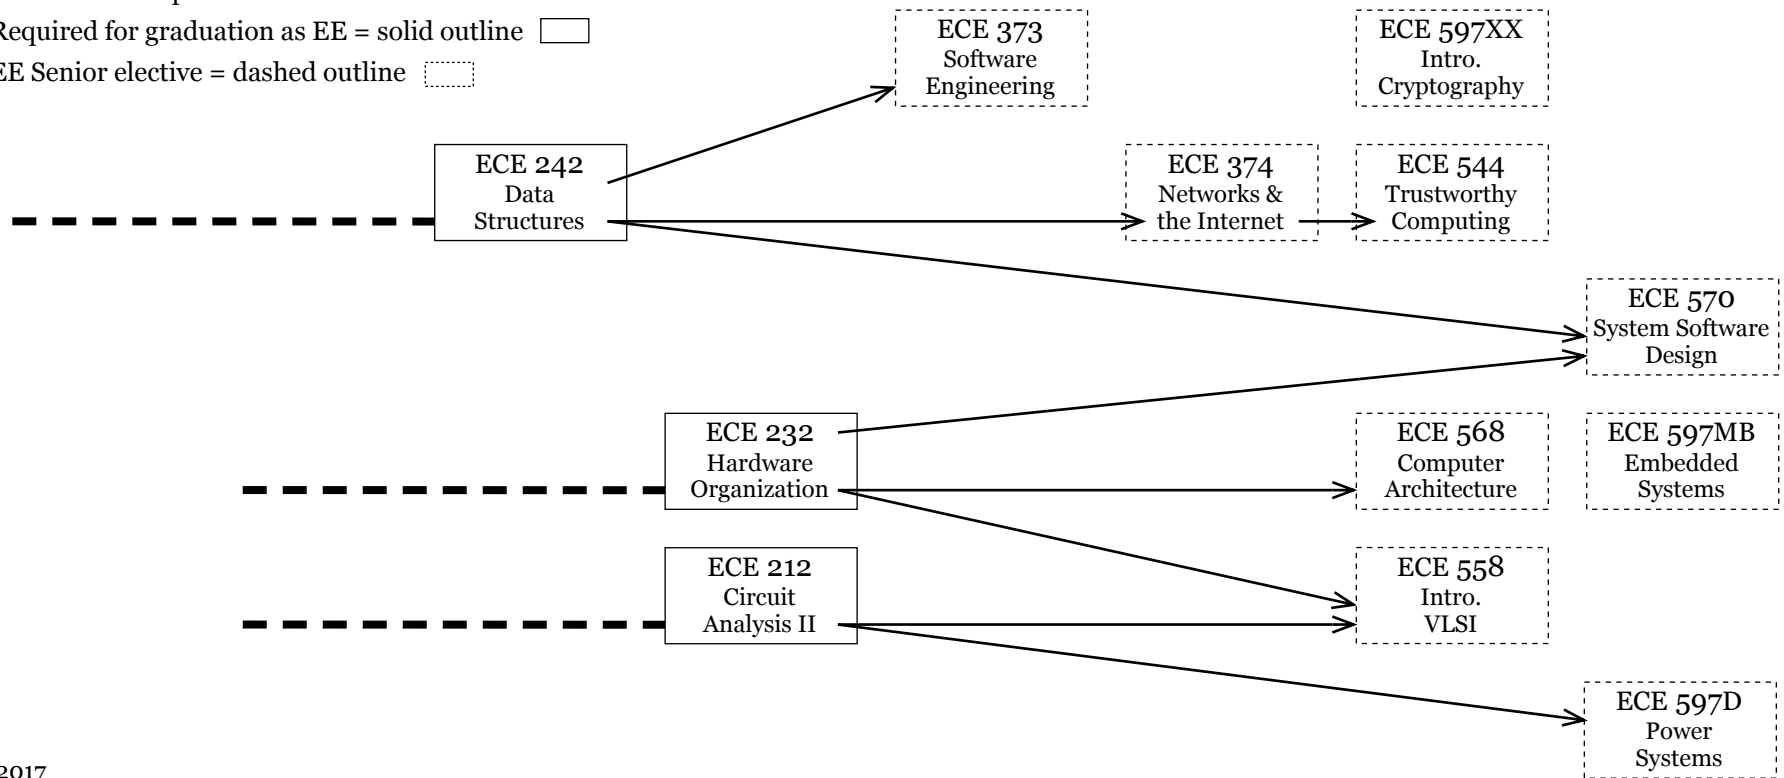 Required for graduation as EE = solid outline
EE Senior elective = dashed outline
ECE 373
Software
Engineering
ECE 597XX
Intro.
Cryptography
ECE 242
Data
Structures
ECE 374
Networks &
the Internet
ECE 544
Trustworthy
Computing
ECE 570
System Software
Design
ECE 232
Hardware
Organization
ECE 568
Computer
Architecture
ECE 597MB
Embedded
Systems
ECE 212
Circuit
Analysis II
ECE 558
Intro.
VLSI
ECE 597D
Power
Systems
2017